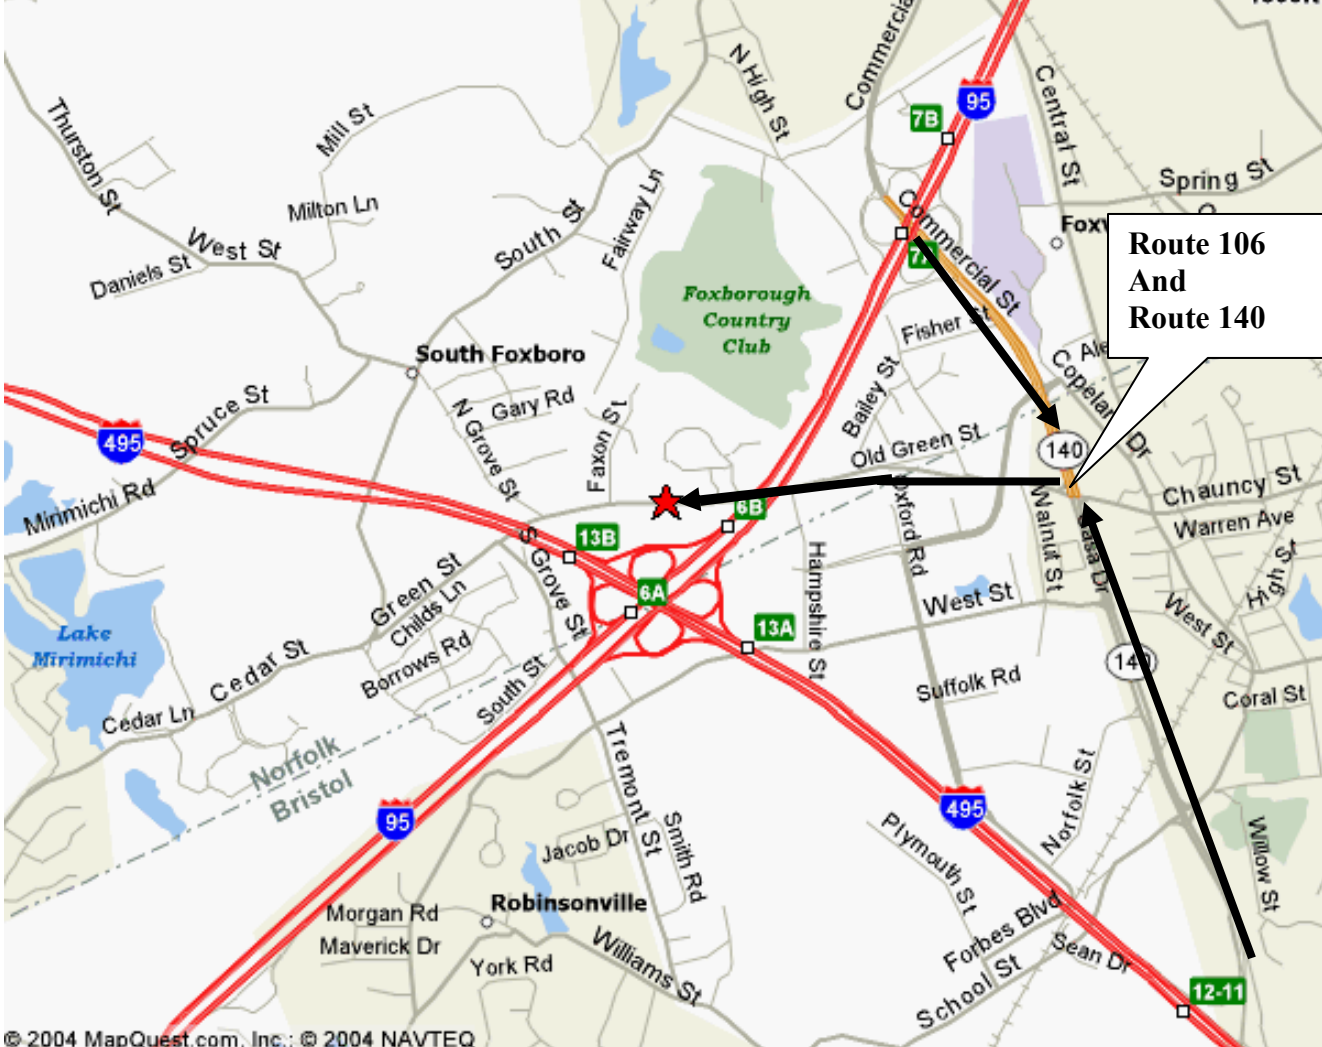 Commercia
N High St
95
7B
Central St
Thurston St
Mill St
Spring St
Milton Ln
Fairway Ln
South St
West St
Daniels St
Commercial St
7A
Route 106
And
Route 140
Foxborough
Country
Club
Fisher St
South Foxboro
Copeland Dr
Spruce St
N Grove St
Gary Rd
Faxon St
Bailey St
Old Green St
495
140
Minmichi Rd
Chauncy St
Warren Ave
6B
Oxford Rd
Walnut St
13B
S Grove St
Hampshire St
High St
Green St
Childs Ln
6A
West St
West St
13A
Lake
Mirimichi
Cedar St
Borrows Rd
South St
Suffolk Rd
Coral St
Cedar Ln
Norfolk
Bristol
Tremont St
Norfolk St
95
495
Smith Rd
Plymouth St
Willow St
Jacob Dr
Robinsonville
Morgan Rd
Maverick Dr
York Rd
Williams St
Forbes Blvd
Sean Dr
School St
12-11
© 2004 MapQuest.com, Inc.; © 2004 NAVTEQ